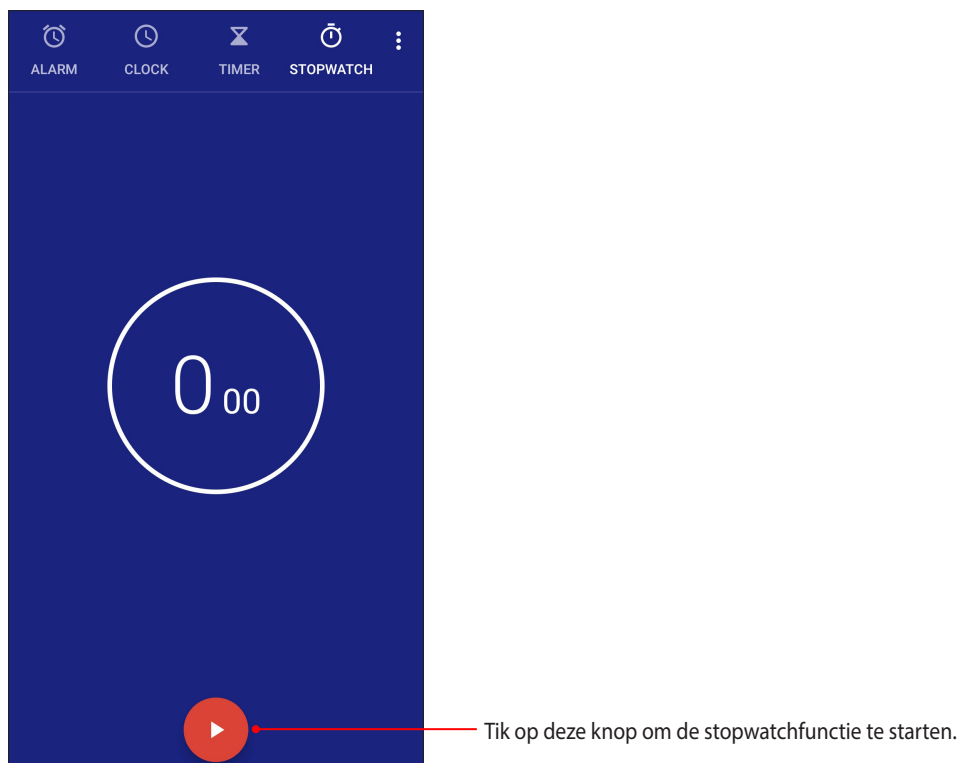 ALARM CLOCK TIMER STOPWATCH
0 00
Tik op deze knop om de stopwatchfunctie te starten.